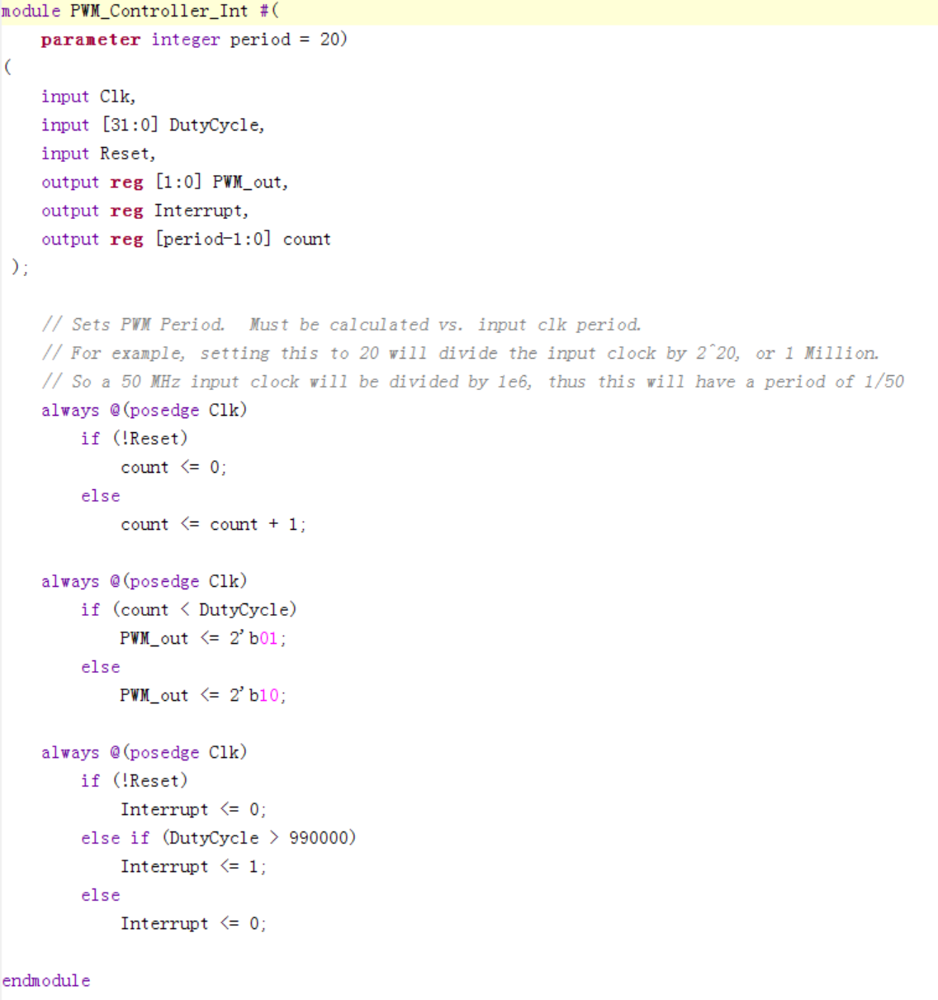 module PWM_Controller_Int #(
    parameter integer period = 20)
(
    input Clk,
    input [31:0] DutyCycle,
    input Reset,
    output reg [1:0] PWM_out,
    output reg Interrupt,
    output reg [period-1:0] count
 );
    // Sets PWM Period.  Must be calculated vs. input clk period.
    // For example, setting this to 20 will divide the input clock by 2^20, or 1 Million.
    // So a 50 MHz input clock will be divided by 1e6, thus this will have a period of 1/50
    always @(posedge Clk)
        if (!Reset)
            count <= 0;
        else
            count <= count + 1;
    always @(posedge Clk)
        if (count < DutyCycle)
            PWM_out <= 2'b01;
        else
            PWM_out <= 2'b10;
    always @(posedge Clk)
        if (!Reset)
            Interrupt <= 0;
        else if (DutyCycle > 990000)
            Interrupt <= 1;
        else
            Interrupt <= 0;
endmodule